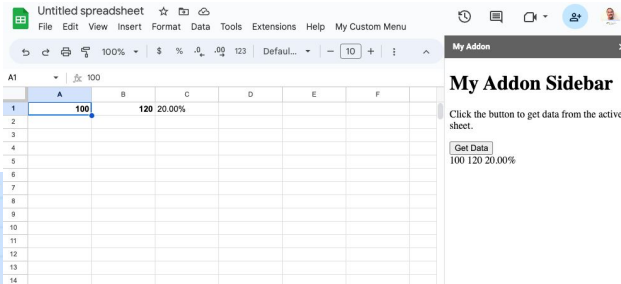 Untitled spreadsheet
File Edit View Insert Format Data Tools Extensions Help My Custom Menu
100% $ % .0 .00 123 Defaul... − 10 +
A1 fx 100
A B C D E F
1 100 120 20.00%
2
3
4
5
6
7
8
9
10
11
12
13
14
My Addon
My Addon Sidebar
Click the button to get data from the active
sheet.
Get Data
100 120 20.00%